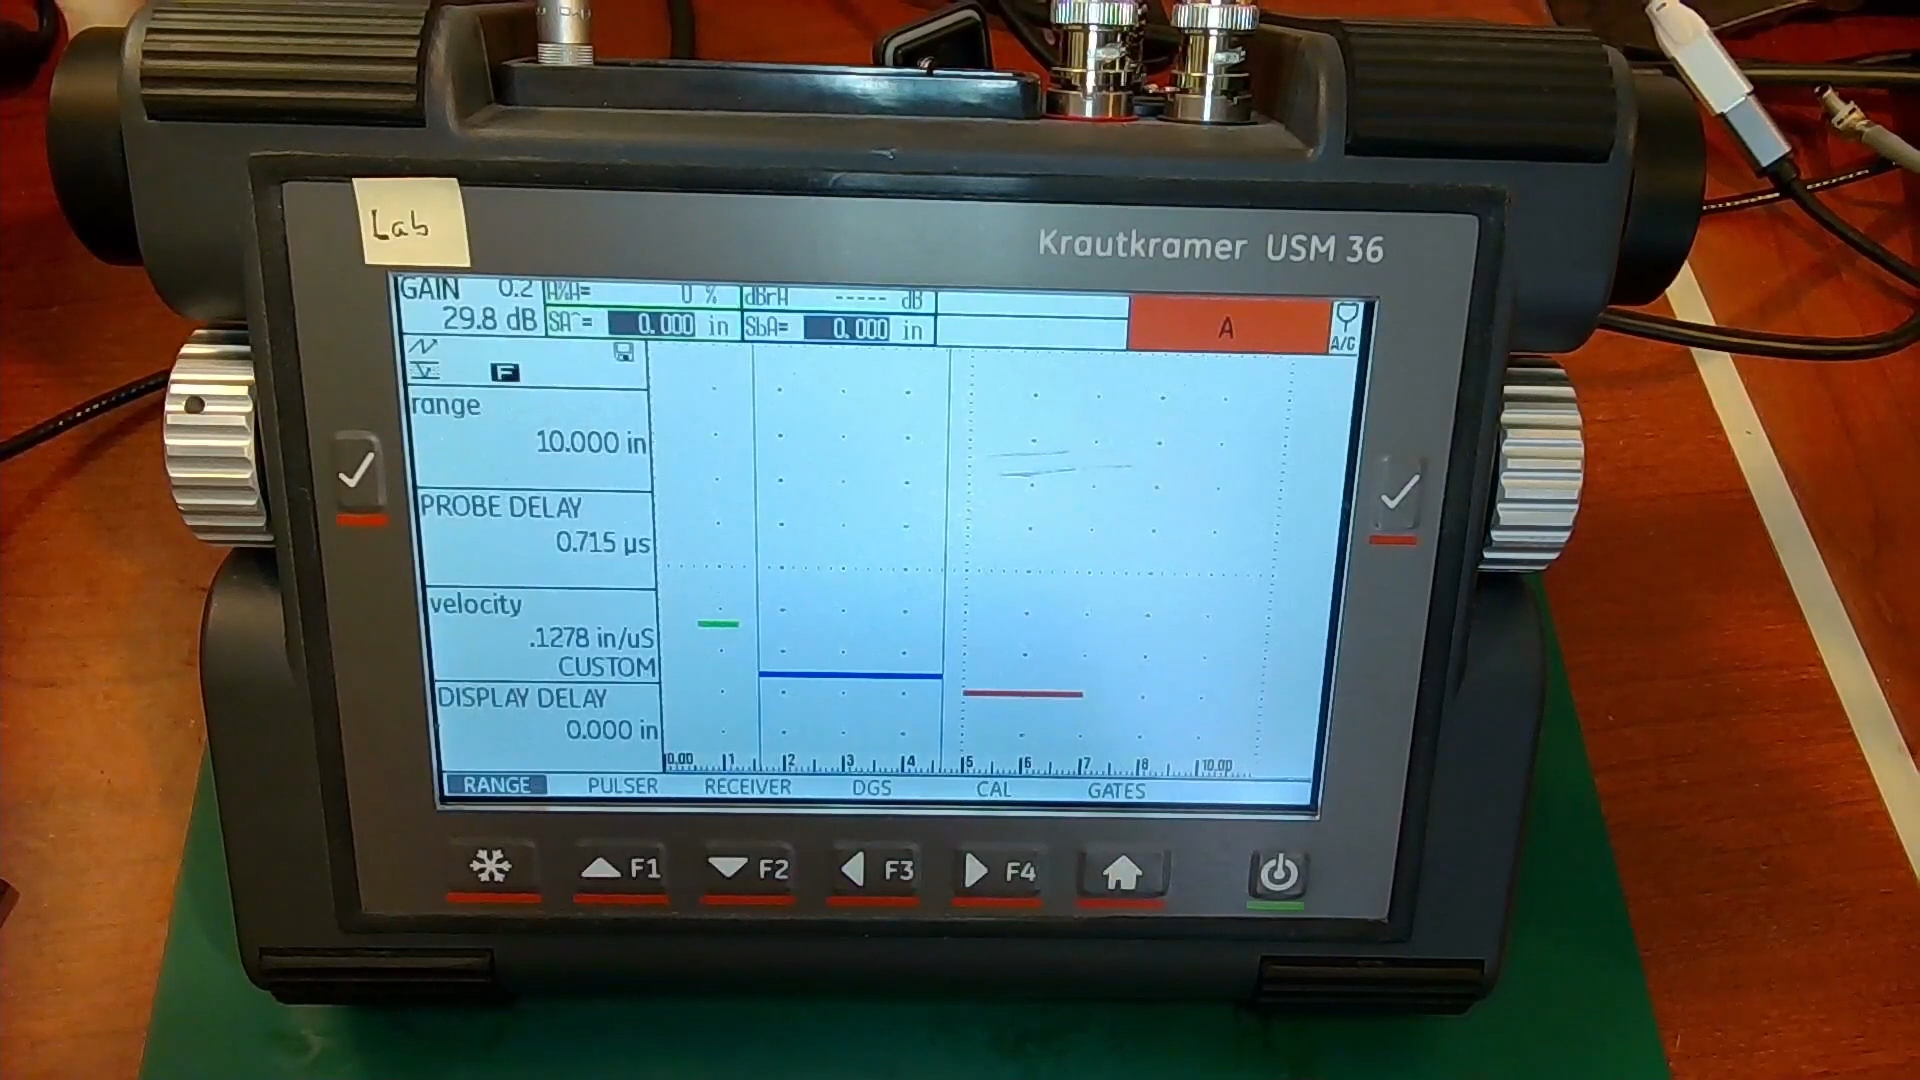 Lab
Krautkramer USM 36
GAIN 0.2
29.8 dB
A%A= 0 %
dBrA ----- dB
SA^= 0.000 in
SbA= 0.000 in
A
A/G
F
range
10.000 in
PROBE DELAY
0.715 µs
velocity
.1278 in/uS
CUSTOM
DISPLAY DELAY
0.000 in
0.00 1 2 3 4 5 6 7 8 10.00
RANGE PULSER RECEIVER DGS CAL GATES
F1 F2 F3 F4